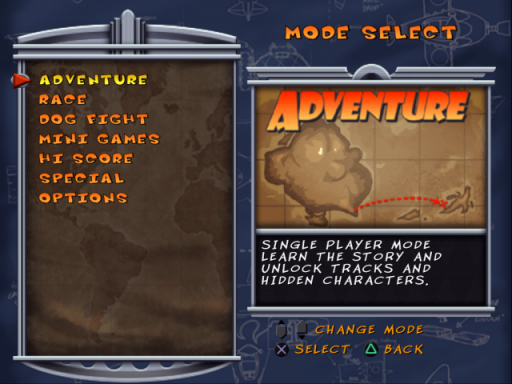 MODE SELECT
ADVENTURE
RACE
DOG FIGHT
MINI GAMES
HI SCORE
SPECIAL
OPTIONS
ADVENTURE
SINGLE PLAYER MODE
LEARN THE STORY AND
UNLOCK TRACKS AND
HIDDEN CHARACTERS.
CHANGE MODE
SELECT BACK